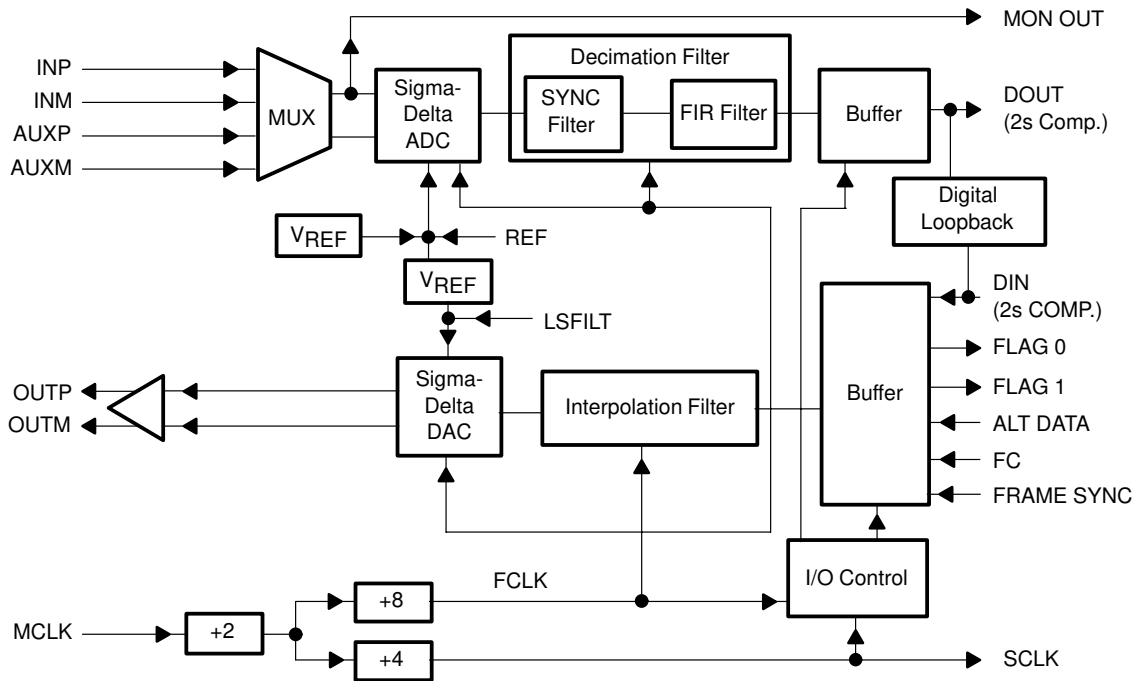 MON OUT
INP
INM
AUXP
AUXM
MUX
Sigma-
Delta
ADC
Decimation Filter
SYNC
Filter
FIR Filter
Buffer
DOUT
(2s Comp.)
Digital
Loopback
VREF
REF
VREF
LSFILT
DIN
(2s COMP.)
FLAG 0
FLAG 1
ALT DATA
FC
FRAME SYNC
OUTP
OUTM
Sigma-
Delta
DAC
Interpolation Filter
Buffer
I/O Control
FCLK
+8
MCLK
+2
+4
SCLK